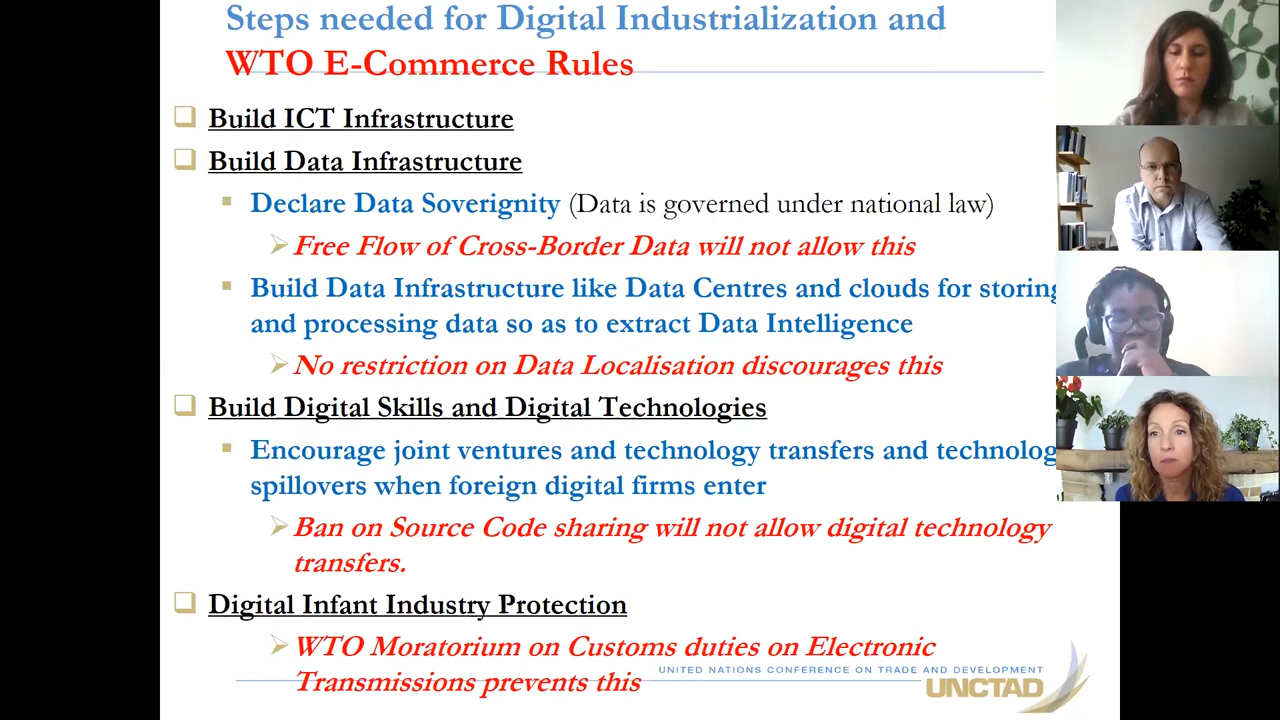 Steps needed for Digital Industrialization and
WTO E-Commerce Rules
Build ICT Infrastructure
Build Data Infrastructure
Declare Data Soverignity (Data is governed under national law)
Free Flow of Cross-Border Data will not allow this
Build Data Infrastructure like Data Centres and clouds for storing
and processing data so as to extract Data Intelligence
No restriction on Data Localisation discourages this
Build Digital Skills and Digital Technologies
Encourage joint ventures and technology transfers and technolog
spillovers when foreign digital firms enter
Ban on Source Code sharing will not allow digital technology
transfers.
Digital Infant Industry Protection
WTO Moratorium on Customs duties on Electronic
Transmissions prevents this
UNITED NATIONS CONFERENCE ON TRADE AND DEVELOPMENT
UNCTAD